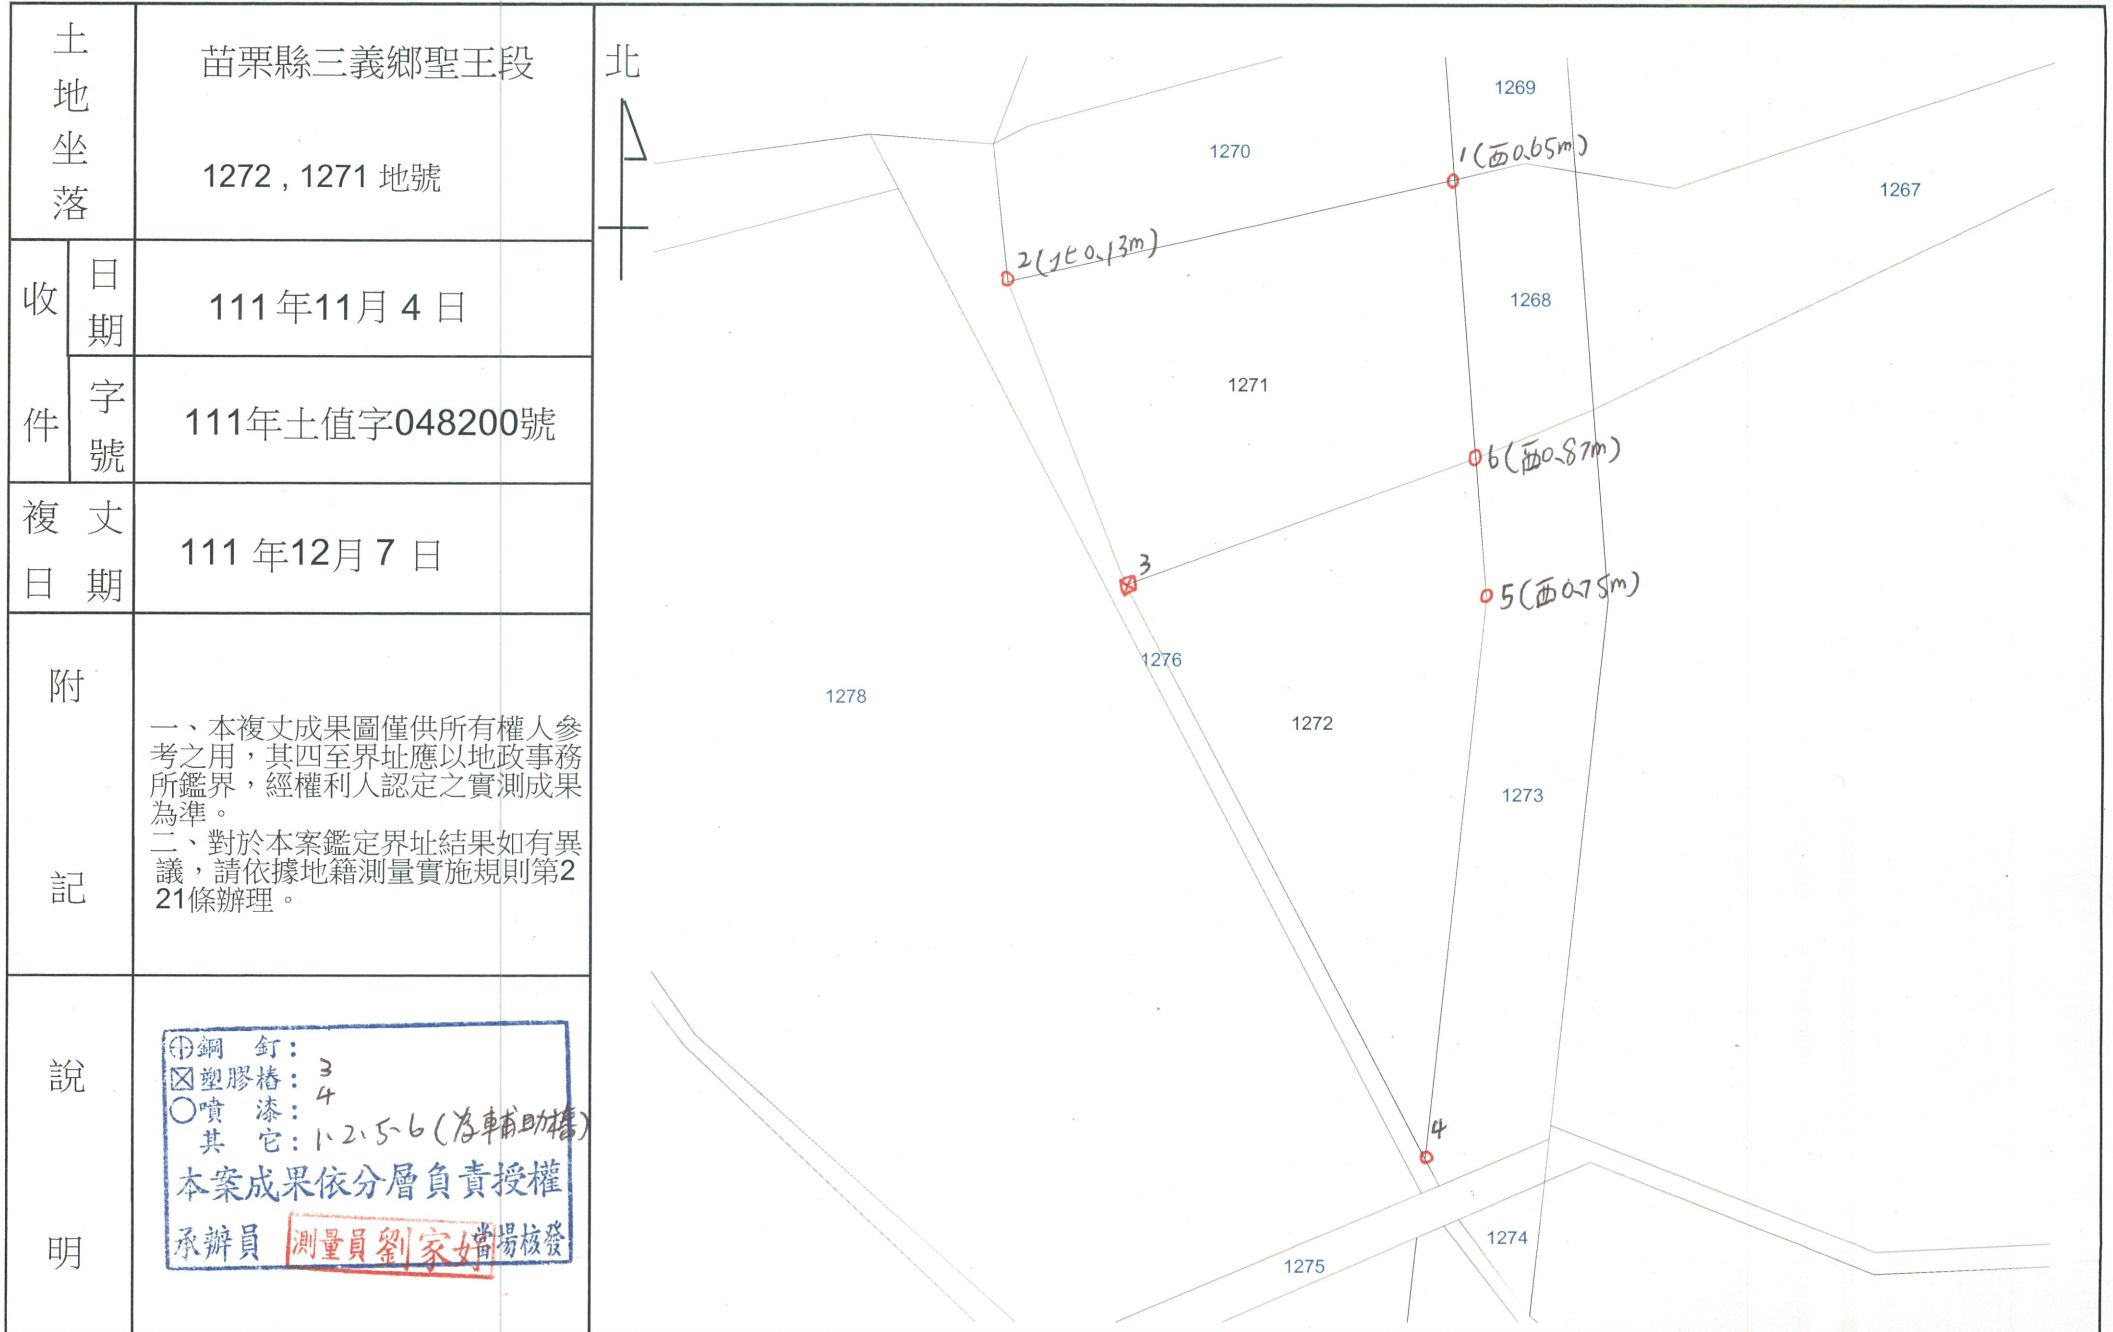 土地坐落
苗栗縣三義鄉聖王段
1272 , 1271 地號
收件
日期
111 年11月 4 日
字號
111年土值字048200號
複丈日期
111 年12月 7 日
附記
一、本複丈成果圖僅供所有權人參
考之用，其四至界址應以地政事務
所鑑界，經權利人認定之實測成果
為準。
二、對於本案鑑定界址結果如有異
議，請依據地籍測量實施規則第2
21條辦理。
說明
鋼 釘：
塑膠樁： 3
噴 漆： 4
其 它： 1、2、5、6 (為輔助樁)
本案成果依分層負責授權
承辦員 測量員劉家妤 當場核發
北
1269
1270
1(西0.65m)
1267
2(北0.13m)
1268
1271
6(西0.87m)
3
5(西0.75m)
1276
1278
1272
1273
4
1274
1275